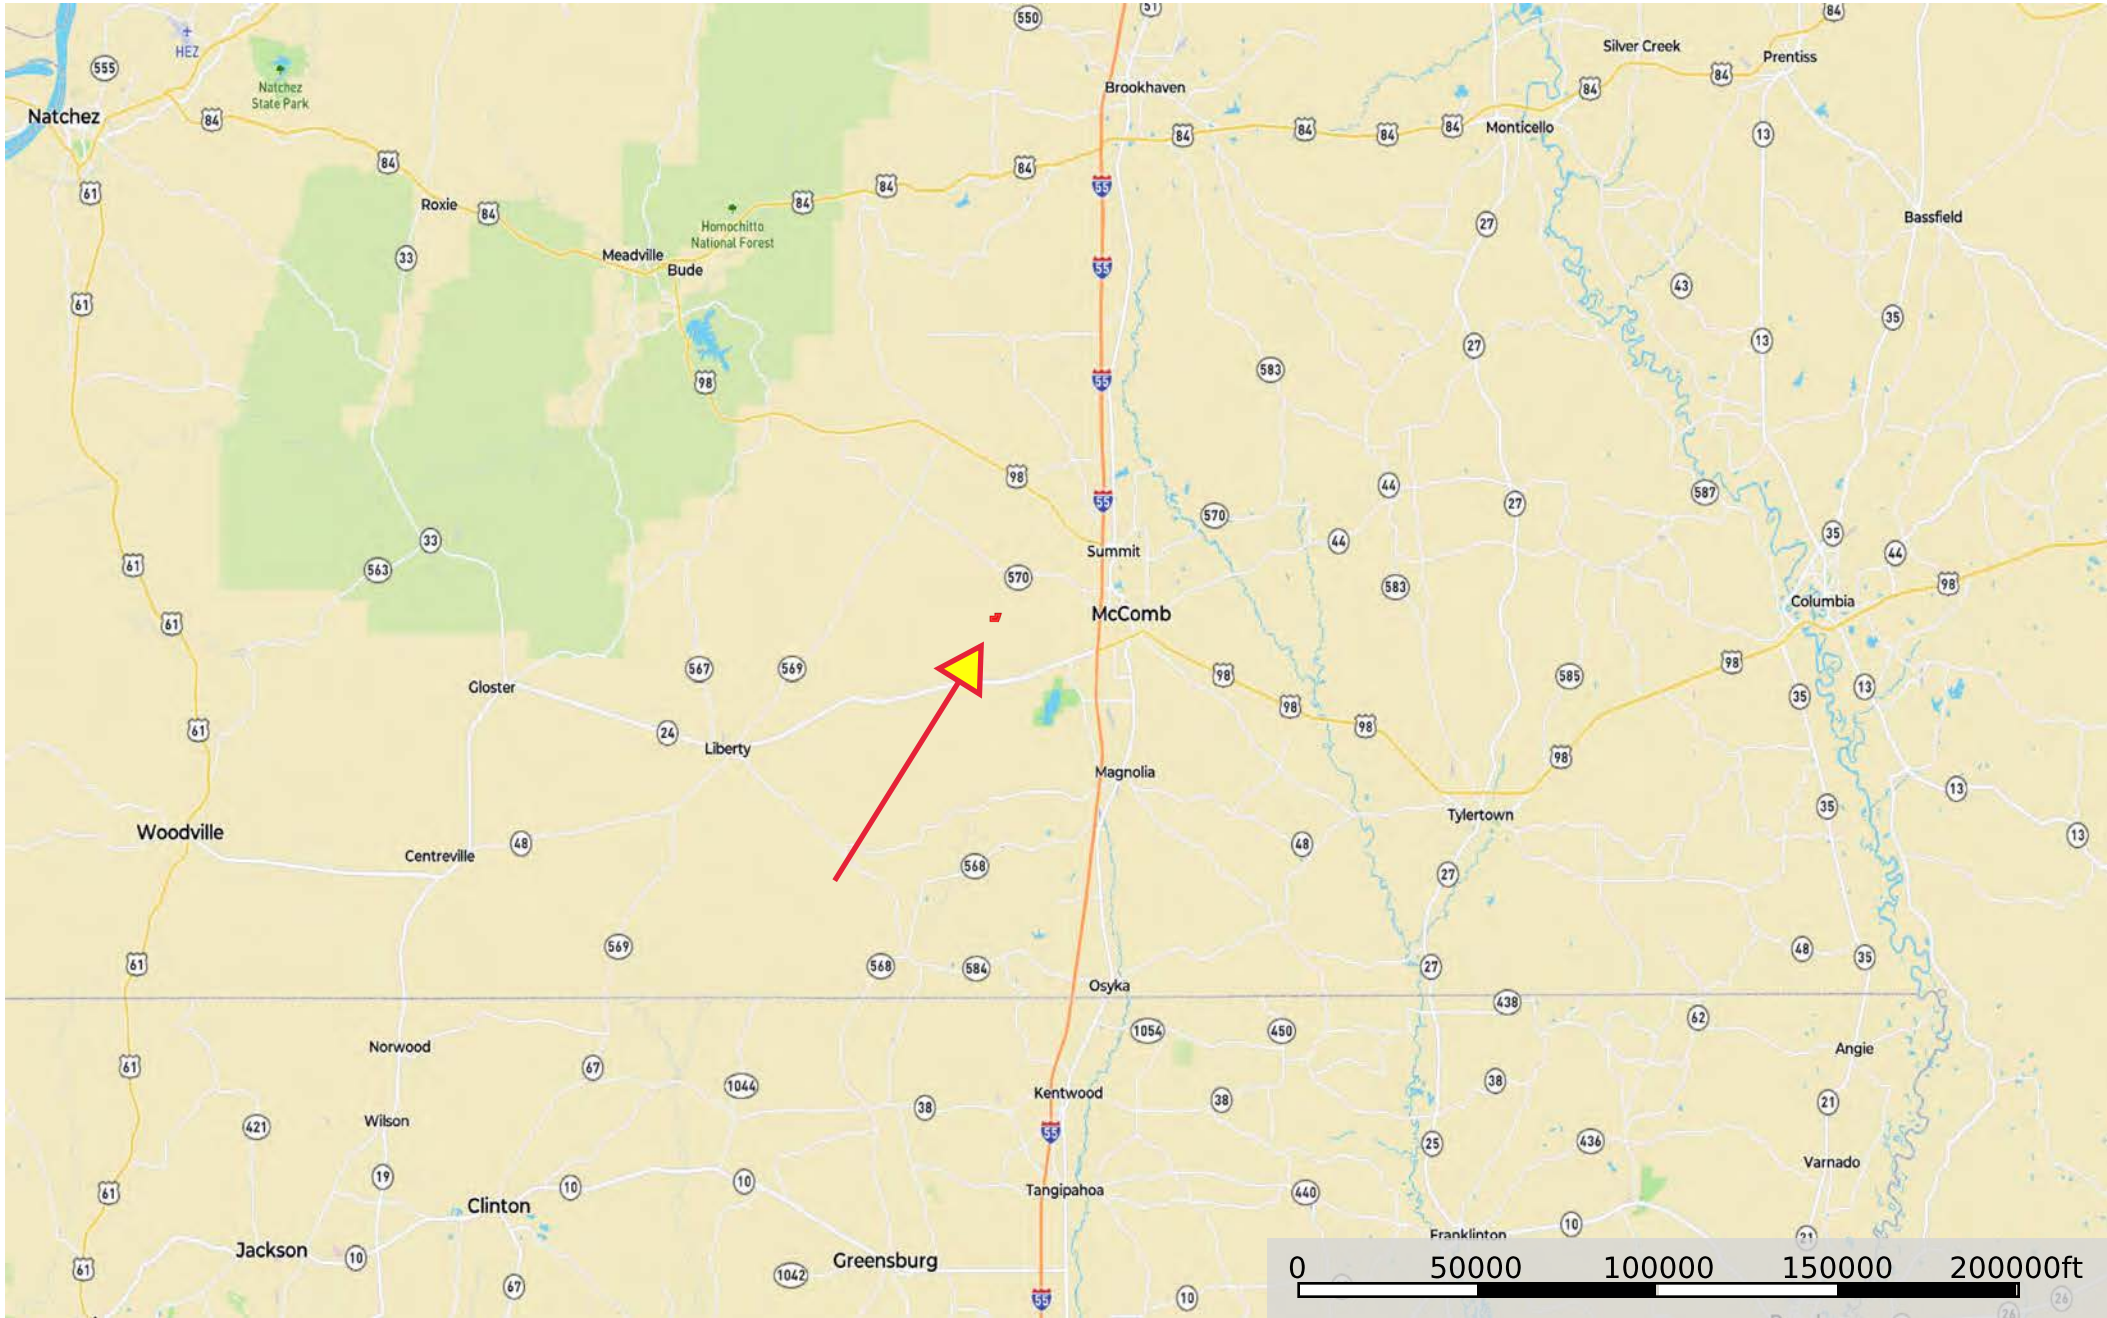 550
51
84
HEZ
555
Silver Creek
Prentiss
Natchez
State Park
84
84
Brookhaven
Natchez
84
84
84
84
84
84
Monticello
13
84
84
55
61
84
84
Roxie
84
Homochitto
National Forest
27
Bassfield
33
Meadville
Bude
55
43
61
35
27
13
583
98
55
98
44
587
55
27
570
35
33
44
44
Summit
61
563
570
98
583
61
McComb
Columbia
98
567
569
98
585
Gloster
13
35
98
61
24
98
Liberty
98
Magnolia
13
35
Tylertown
Woodville
13
48
48
Centreville
568
27
569
48
35
61
568
584
27
Osyka
438
62
1054
450
Norwood
Angie
61
67
1044
38
Kentwood
38
38
21
Wilson
421
55
25
436
Varnado
19
10
10
Tangipahoa
440
61
Clinton
10
Franklinton
21
Jackson
10
Greensburg
61
1042
67
55
10
0 50000 100000 150000 200000ft
26
26